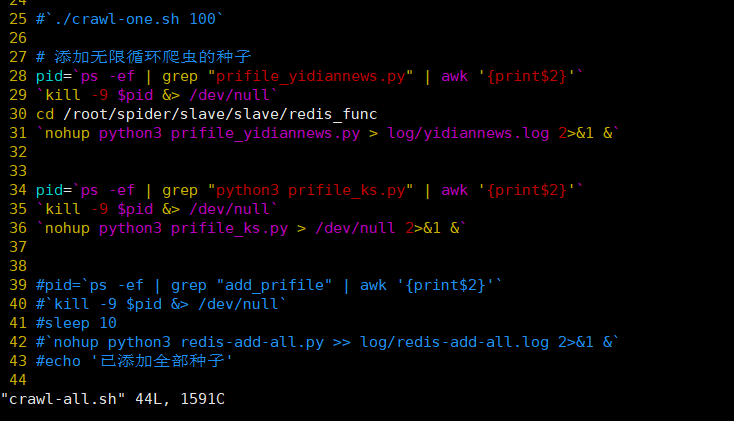 24
25 #`./crawl-one.sh 100`
26
27 # 添加无限循环爬虫的种子
28 pid=`ps -ef | grep "prifile_yidiannews.py" | awk '{print$2}'`
29 `kill -9 $pid &> /dev/null`
30 cd /root/spider/slave/slave/redis_func
31 `nohup python3 prifile_yidiannews.py > log/yidiannews.log 2>&1 &`
32
33
34 pid=`ps -ef | grep "python3 prifile_ks.py" | awk '{print$2}'`
35 `kill -9 $pid &> /dev/null`
36 `nohup python3 prifile_ks.py > /dev/null 2>&1 &`
37
38
39 #pid=`ps -ef | grep "add_prifile" | awk '{print$2}'`
40 #`kill -9 $pid &> /dev/null`
41 #sleep 10
42 #`nohup python3 redis-add-all.py >> log/redis-add-all.log 2>&1 &`
43 #echo '已添加全部种子'
44
"crawl-all.sh" 44L, 1591C